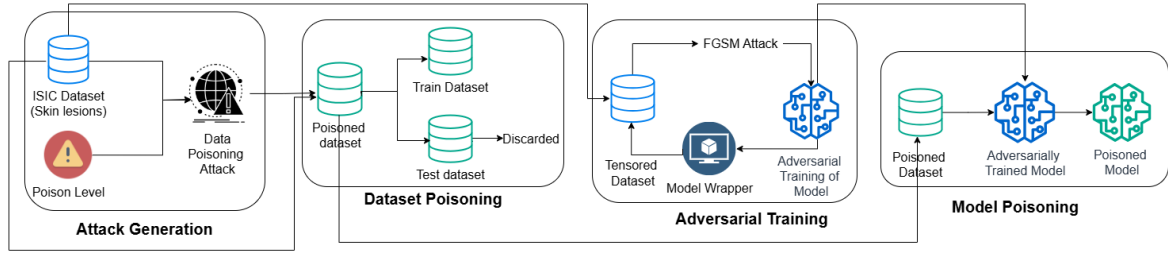 ISIC Dataset
(Skin lesions)
Poison Level
Data
Poisoning
Attack
Attack Generation
Poisoned
dataset
Train Dataset
Test dataset
Discarded
Dataset Poisoning
FGSM Attack
Tensored
Dataset
Model Wrapper
Adversarial
Training of
Model
Adversarial Training
Poisoned
Dataset
Adversarially
Trained Model
Poisoned
Model
Model Poisoning